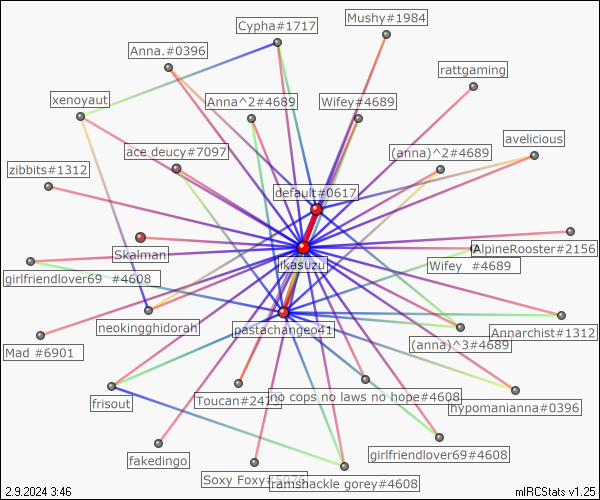 Mushy#1984
Cypha#1717
Anna.#0396
rattgaming
xenoyaut
Anna^2#4689
Wifey#4689
avelicious
ace deucy#7097
(anna)^2#4689
zibbits#1312
default#0617
Skalman
AlpineRooster#2156
ikasuzu
Wifey #4689
girlfriendlover69 #4608
neokingghidorah
pastachangeo41
Annarchist#1312
(anna)^3#4689
Mad #6901
frisout
no cops no laws no hope#4608
hypomanianna#0396
fakedingo
girlfriendlover69#4608
Soxy Foxy
ramshackle gorey#4608
2.9.2024 3:46
mIRCStats v1.25